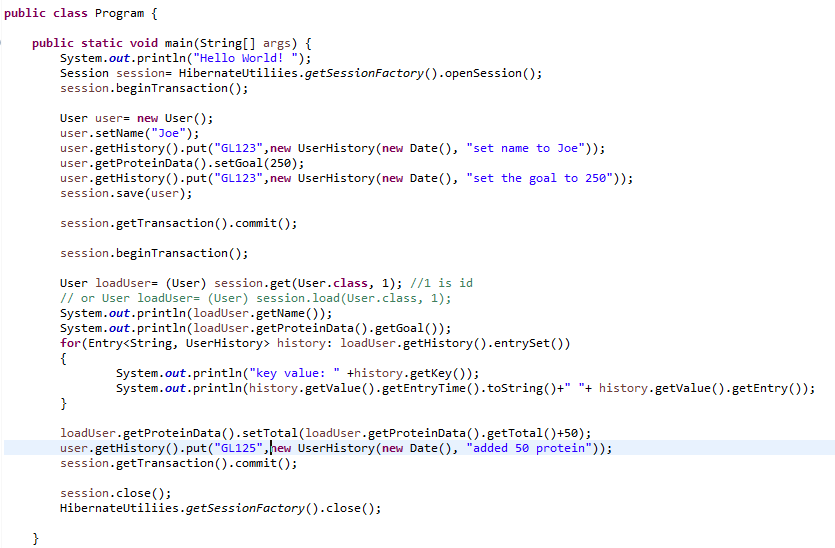 public class Program {
public static void main(String[] args) {
System.out.println("Hello World! ");
Session session= HibernateUtiliies.getSessionFactory().openSession();
session.beginTransaction();
User user= new User();
user.setName("Joe");
user.getHistory().put("GL123",new UserHistory(new Date(), "set name to Joe"));
user.getProteinData().setGoal(250);
user.getHistory().put("GL123",new UserHistory(new Date(), "set the goal to 250"));
session.save(user);
session.getTransaction().commit();
session.beginTransaction();
User loadUser= (User) session.get(User.class, 1); //1 is id
// or User loadUser= (User) session.load(User.class, 1);
System.out.println(loadUser.getName());
System.out.println(loadUser.getProteinData().getGoal());
for(Entry<String, UserHistory> history: loadUser.getHistory().entrySet())
{
System.out.println("key value: " +history.getKey());
System.out.println(history.getValue().getEntryTime().toString()+" "+ history.getValue().getEntry());
}
loadUser.getProteinData().setTotal(loadUser.getProteinData().getTotal()+50);
user.getHistory().put("GL125",new UserHistory(new Date(), "added 50 protein"));
session.getTransaction().commit();
session.close();
HibernateUtiliies.getSessionFactory().close();
}